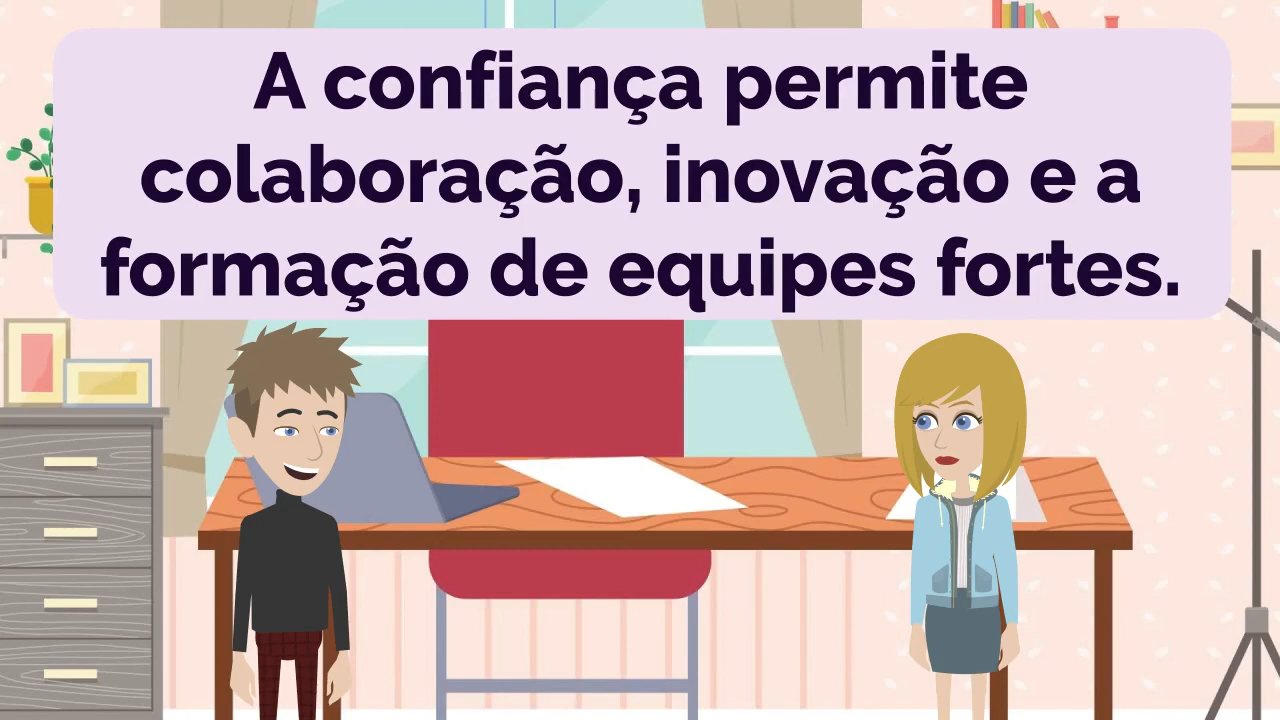 A confiança permite
colaboração, inovação e a
formação de equipes fortes.